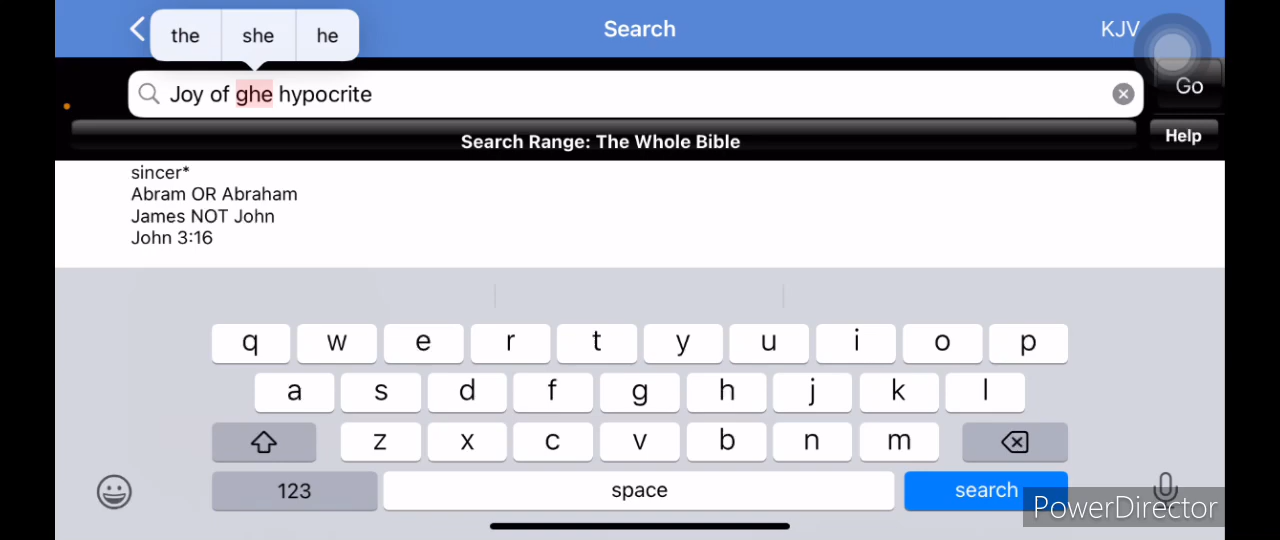 the she he
Search
KJV
Joy of ghe hypocrite
Go
Search Range: The Whole Bible
Help
sincer*
Abram OR Abraham
James NOT John
John 3:16
q w e r t y u i o p
a s d f g h j k l
z x c v b n m
123 space search
PowerDirector